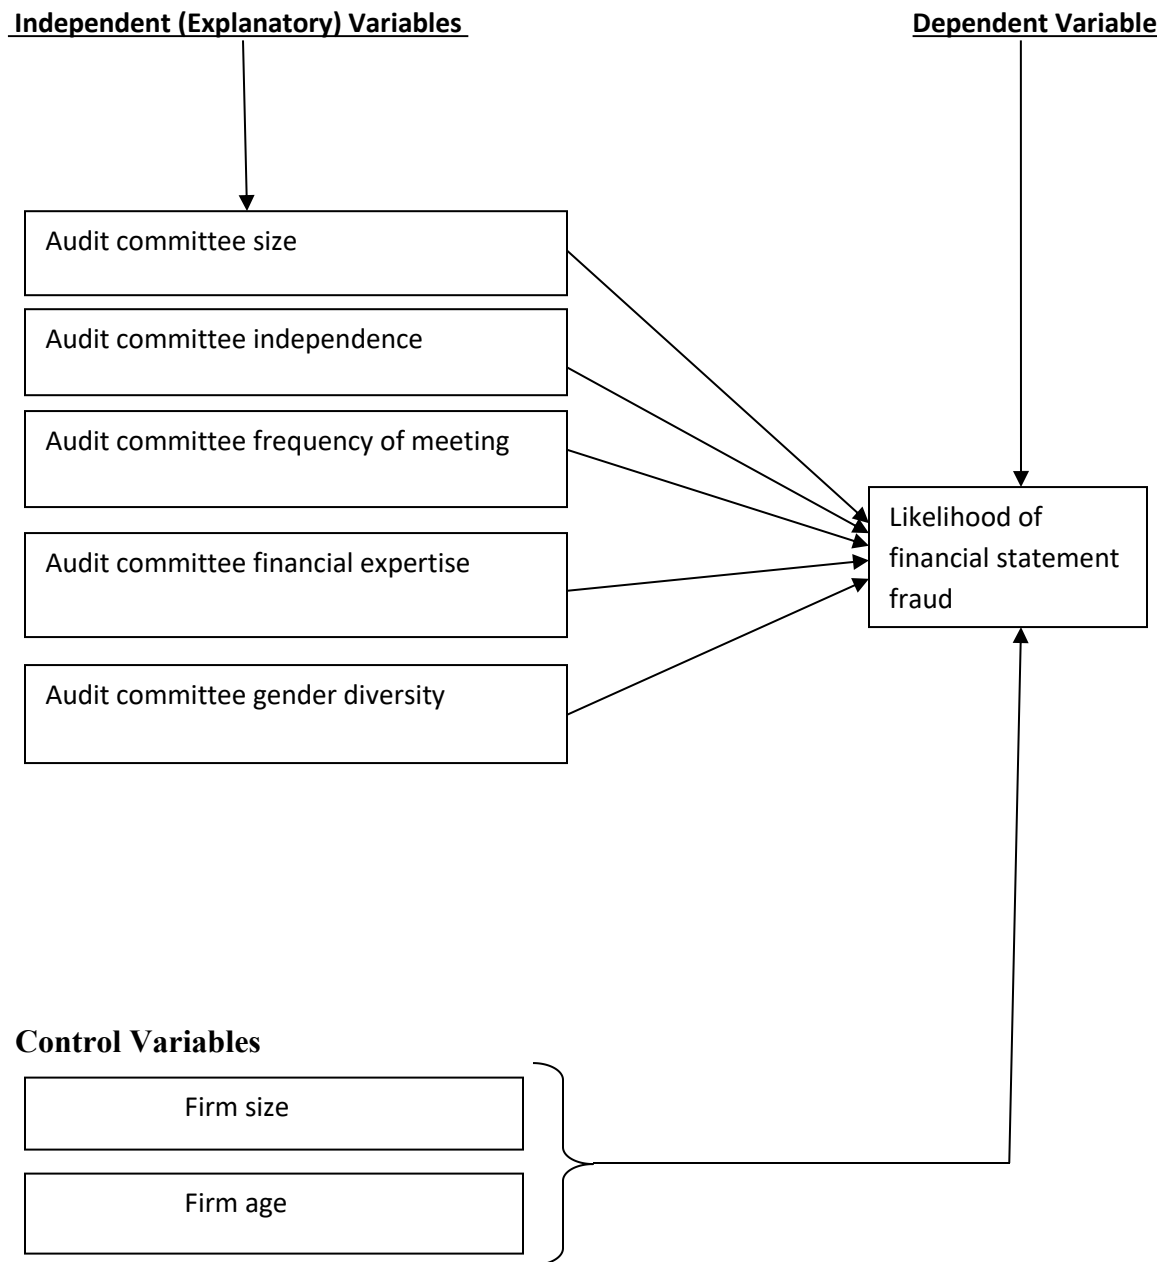 Independent (Explanatory) Variables
Dependent Variable
Audit committee size
Audit committee independence
Audit committee frequency of meeting
Audit committee financial expertise
Audit committee gender diversity
Likelihood of
financial statement
fraud
Control Variables
Firm size
Firm age